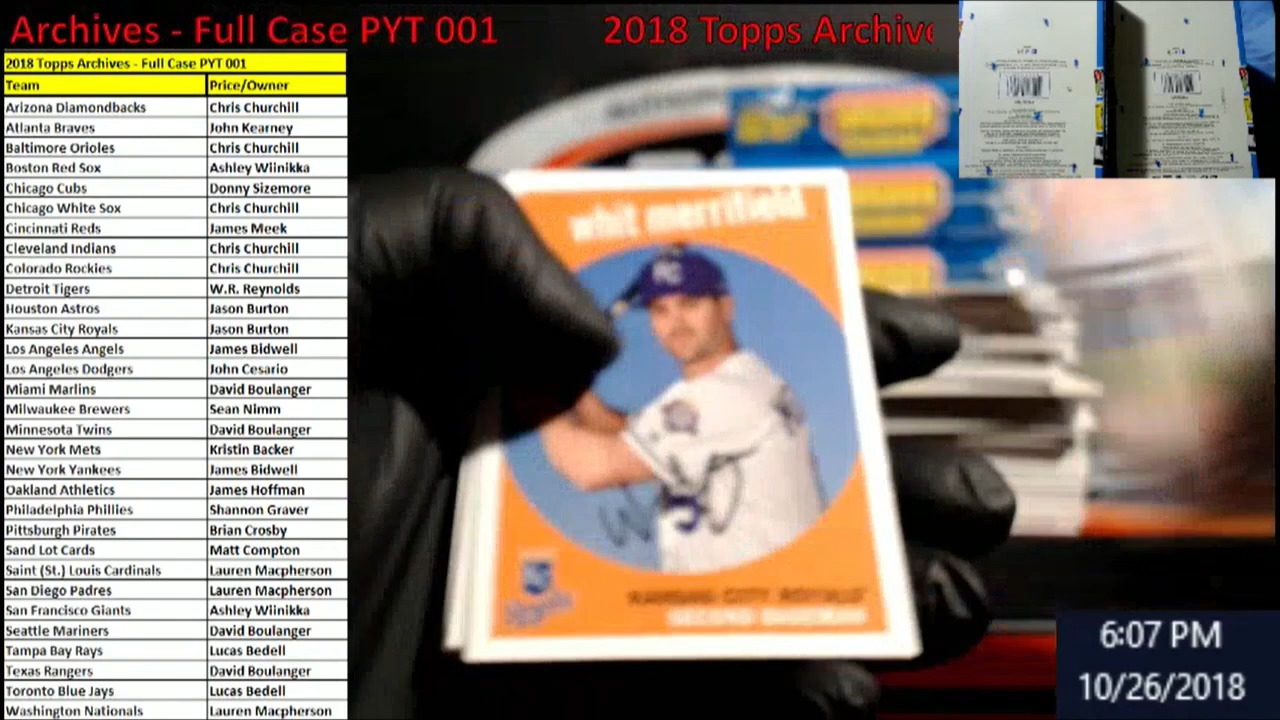 Archives - Full Case PYT 001
2018 Topps Archive
2018 Topps Archives - Full Case PYT 001
Team Price/Owner
Arizona Diamondbacks Chris Churchill
Atlanta Braves John Kearney
Baltimore Orioles Chris Churchill
Boston Red Sox Ashley Wiinikka
Chicago Cubs Donny Sizemore
Chicago White Sox Chris Churchill
Cincinnati Reds James Meek
Cleveland Indians Chris Churchill
Colorado Rockies Chris Churchill
Detroit Tigers W.R. Reynolds
Houston Astros Jason Burton
Kansas City Royals Jason Burton
Los Angeles Angels James Bidwell
Los Angeles Dodgers John Cesario
Miami Marlins David Boulanger
Milwaukee Brewers Sean Nimm
Minnesota Twins David Boulanger
New York Mets Kristin Backer
New York Yankees James Bidwell
Oakland Athletics James Hoffman
Philadelphia Phillies Shannon Graver
Pittsburgh Pirates Brian Crosby
Sand Lot Cards Matt Compton
Saint (St.) Louis Cardinals Lauren Macpherson
San Diego Padres Lauren Macpherson
San Francisco Giants Ashley Wiinikka
Seattle Mariners David Boulanger
Tampa Bay Rays Lucas Bedell
Texas Rangers David Boulanger
Toronto Blue Jays Lucas Bedell
Washington Nationals Lauren Macpherson
whit merrifield
KC
KANSAS CITY ROYALS
SECOND BASEMAN
6:07 PM
10/26/2018